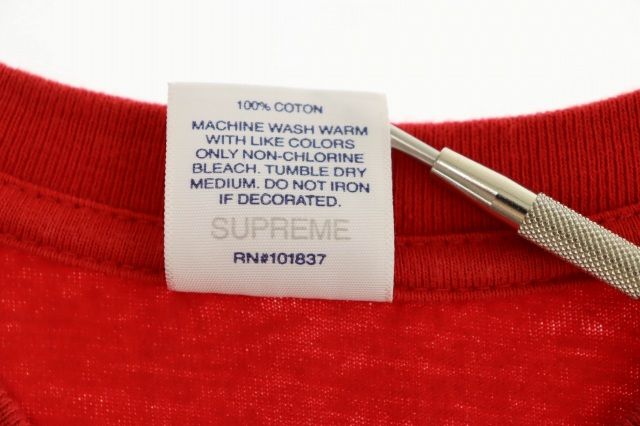 100% COTON
MACHINE WASH WARM
WITH LIKE COLORS
ONLY NON-CHLORINE
BLEACH. TUMBLE DRY
MEDIUM. DO NOT IRON
IF DECORATED.
SUPREME
RN#101837